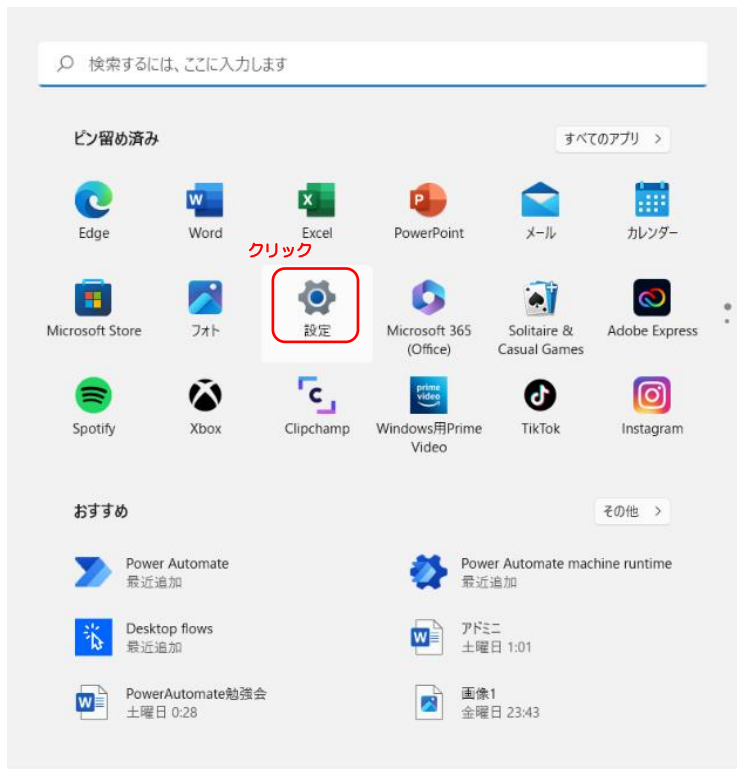 検索するには、ここに入力します
ピン留め済み
すべてのアプリ
Edge
Word
Excel
PowerPoint
メール
カレンダー
クリック
Microsoft Store
フォト
設定
Microsoft 365
(Office)
Solitaire &
Casual Games
Adobe Express
prime
video
Spotify
Xbox
Clipchamp
Windows用Prime
Video
TikTok
Instagram
おすすめ
その他
Power Automate
最近追加
Power Automate machine runtime
最近追加
Desktop flows
最近追加
アドミニ
土曜日 1:01
PowerAutomate勉強会
土曜日 0:28
画像1
金曜日 23:43